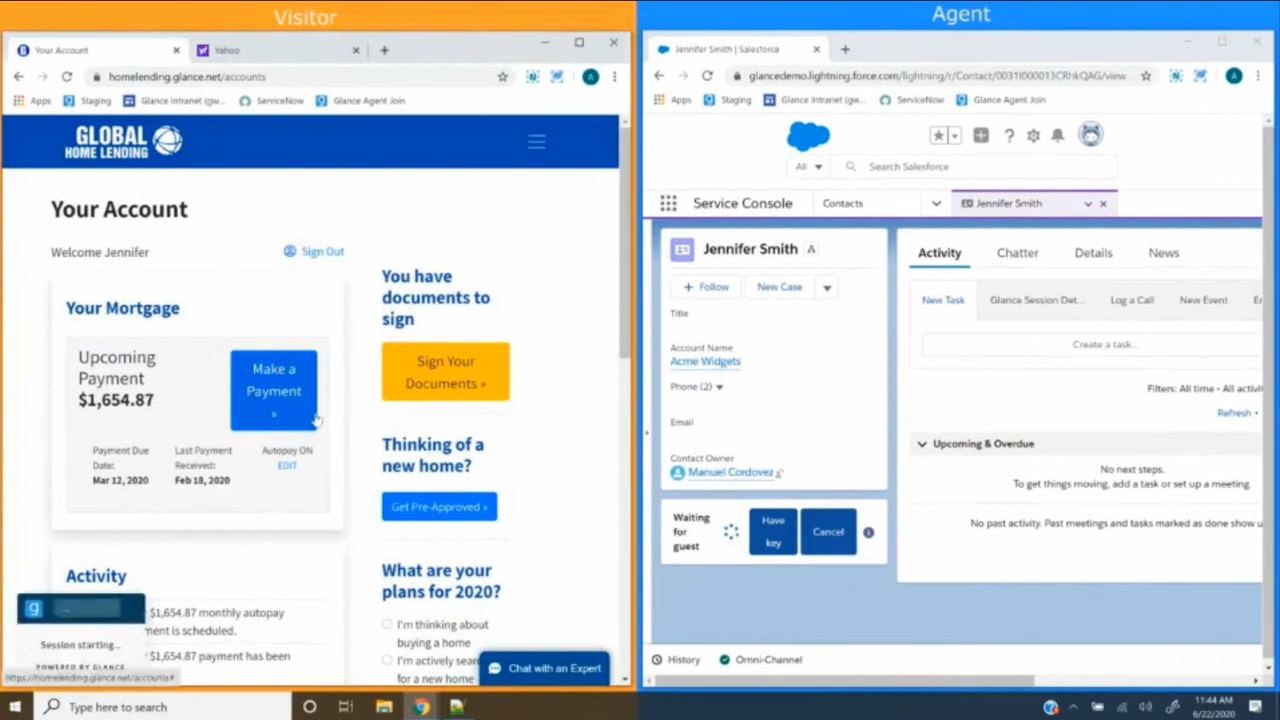 Visitor
Your Account
Yahoo
homelending.glance.net/accounts
Apps
Staging
Glance Intranet (gw...
ServiceNow
Glance Agent Join
GLOBAL
HOME LENDING
Your Account
Welcome Jennifer
Sign Out
Your Mortgage
Upcoming
Payment
$1,654.87
Make a
Payment
»
Payment Due
Date:
Mar 12, 2020
Last Payment
Received:
Feb 18, 2020
Autopay ON
EDIT
You have
documents to
sign
Sign Your
Documents »
Thinking of a
new home?
Get Pre-Approved »
What are your
plans for 2020?
I'm thinking about
buying a home
I'm actively sear
for a new home
Activity
$1,654.87 monthly autopay
ment is scheduled.
$1,654.87 payment has been
g
...
Session starting...
POWERED BY GLANCE
Chat with an Expert
https://homelending.glance.net/accounts#
Agent
Jennifer Smith | Salesforce
glancedemo.lightning.force.com/lightning/r/Contact/0031I000013CRhkQAG/view
Apps
Staging
Glance Intranet (gw...
ServiceNow
Glance Agent Join
All
Search Salesforce
Service Console
Contacts
Jennifer Smith
Jennifer Smith
+ Follow
New Case
Title
Account Name
Acme Widgets
Phone (2)
Email
Contact Owner
Manuel Cordovez
Waiting
for
guest
Have
key
Cancel
Activity
Chatter
Details
News
New Task
Glance Session Det...
Log a Call
New Event
Create a task...
Filters: All time • All activi
Refresh •
Upcoming & Overdue
No next steps.
To get things moving, add a task or set up a meeting.
No past activity. Past meetings and tasks marked as done show u
History
Omni-Channel
Type here to search
11:44 AM
6/22/2020